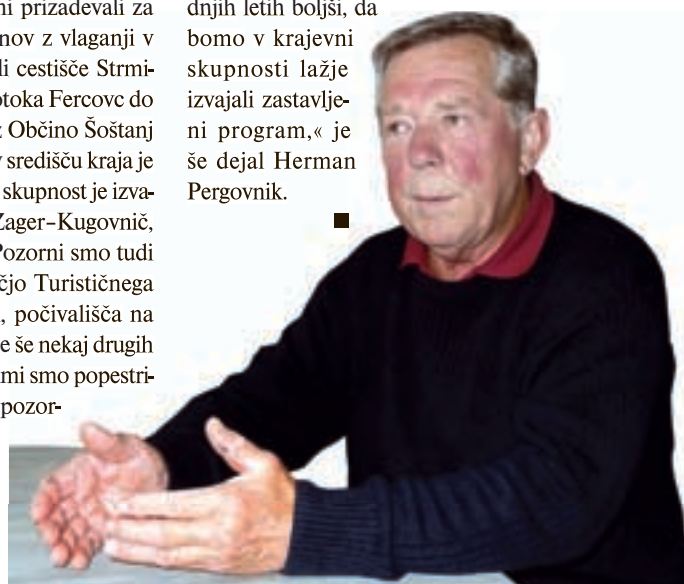 ni prizadevali za
nov z vlaganji v
li cestišče Strmi-
otoka Fercovc do
z Občino Šoštanj
v središču kraja je
skupnost je izva-
Zager-Kugovnič,
Pozorni smo tudi
čjo Turističnega
, počivališča na
e še nekaj drugih
mi smo popestri-
pozor-
dnjih letih boljši, da
bomo v krajevni
skupnosti lažje
izvajali zastavlje-
ni program,« je
še dejal Herman
Pergovnik.